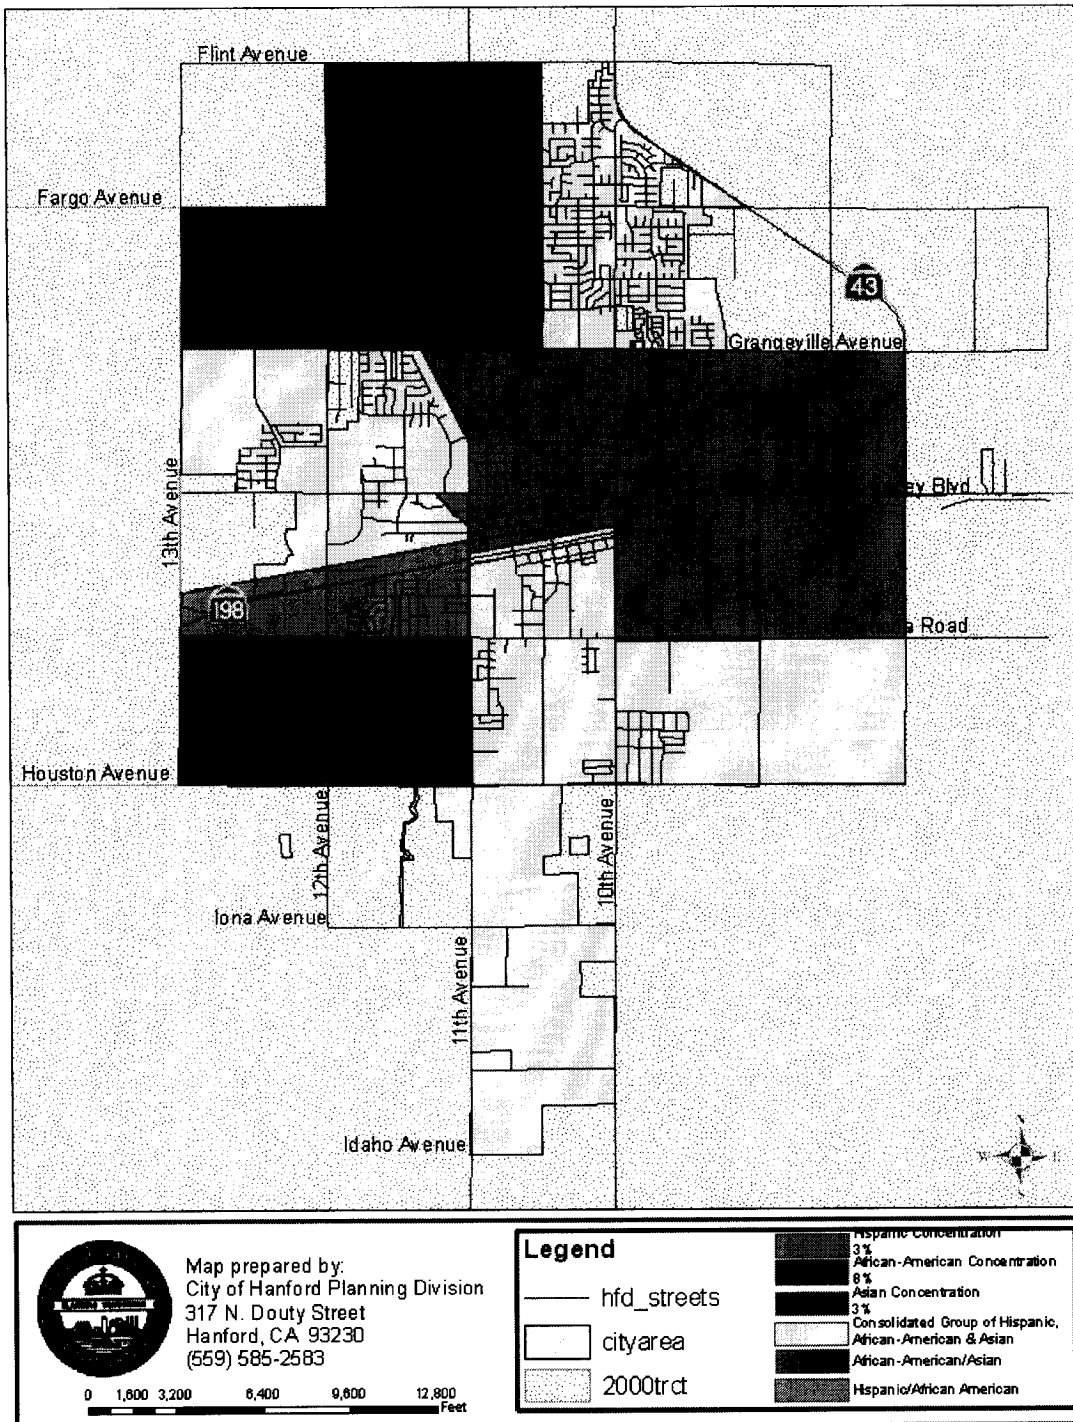 Flint Avenue
Fargo Avenue
43
Grangeville Avenue
13th Avenue
ey Blvd
198
Road
Houston Avenue
12th Avenue
10th Avenue
Iona Avenue
11th Avenue
Idaho Avenue
W E
Map prepared by:
City of Hanford Planning Division
317 N. Douty Street
Hanford, CA 93230
(559) 585-2583
0 1,600 3,200 6,400 9,600 12,800
Feet
Legend
hfd_streets
cityarea
2000trct
Hispanic Concentration
3%
African-American Concentration
8%
Asian Concentration
3%
Consolidated Group of Hispanic,
African-American & Asian
African-American/Asian
Hispanic/African American